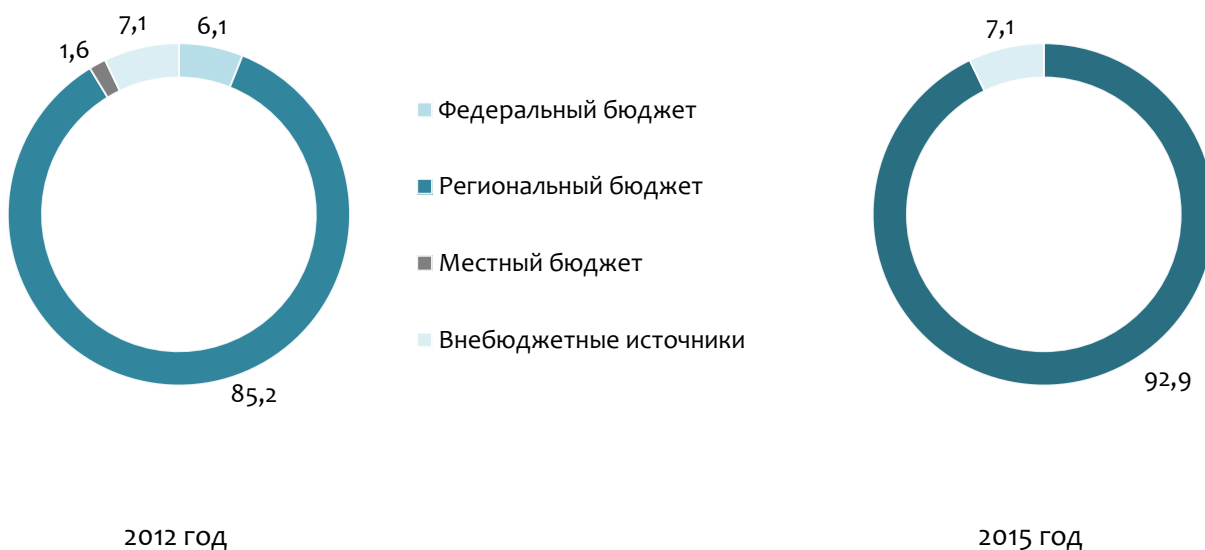 7,1
6,1
1,6
85,2
Федеральный бюджет
Региональный бюджет
Местный бюджет
Внебюджетные источники
7,1
92,9
2012 год
2015 год